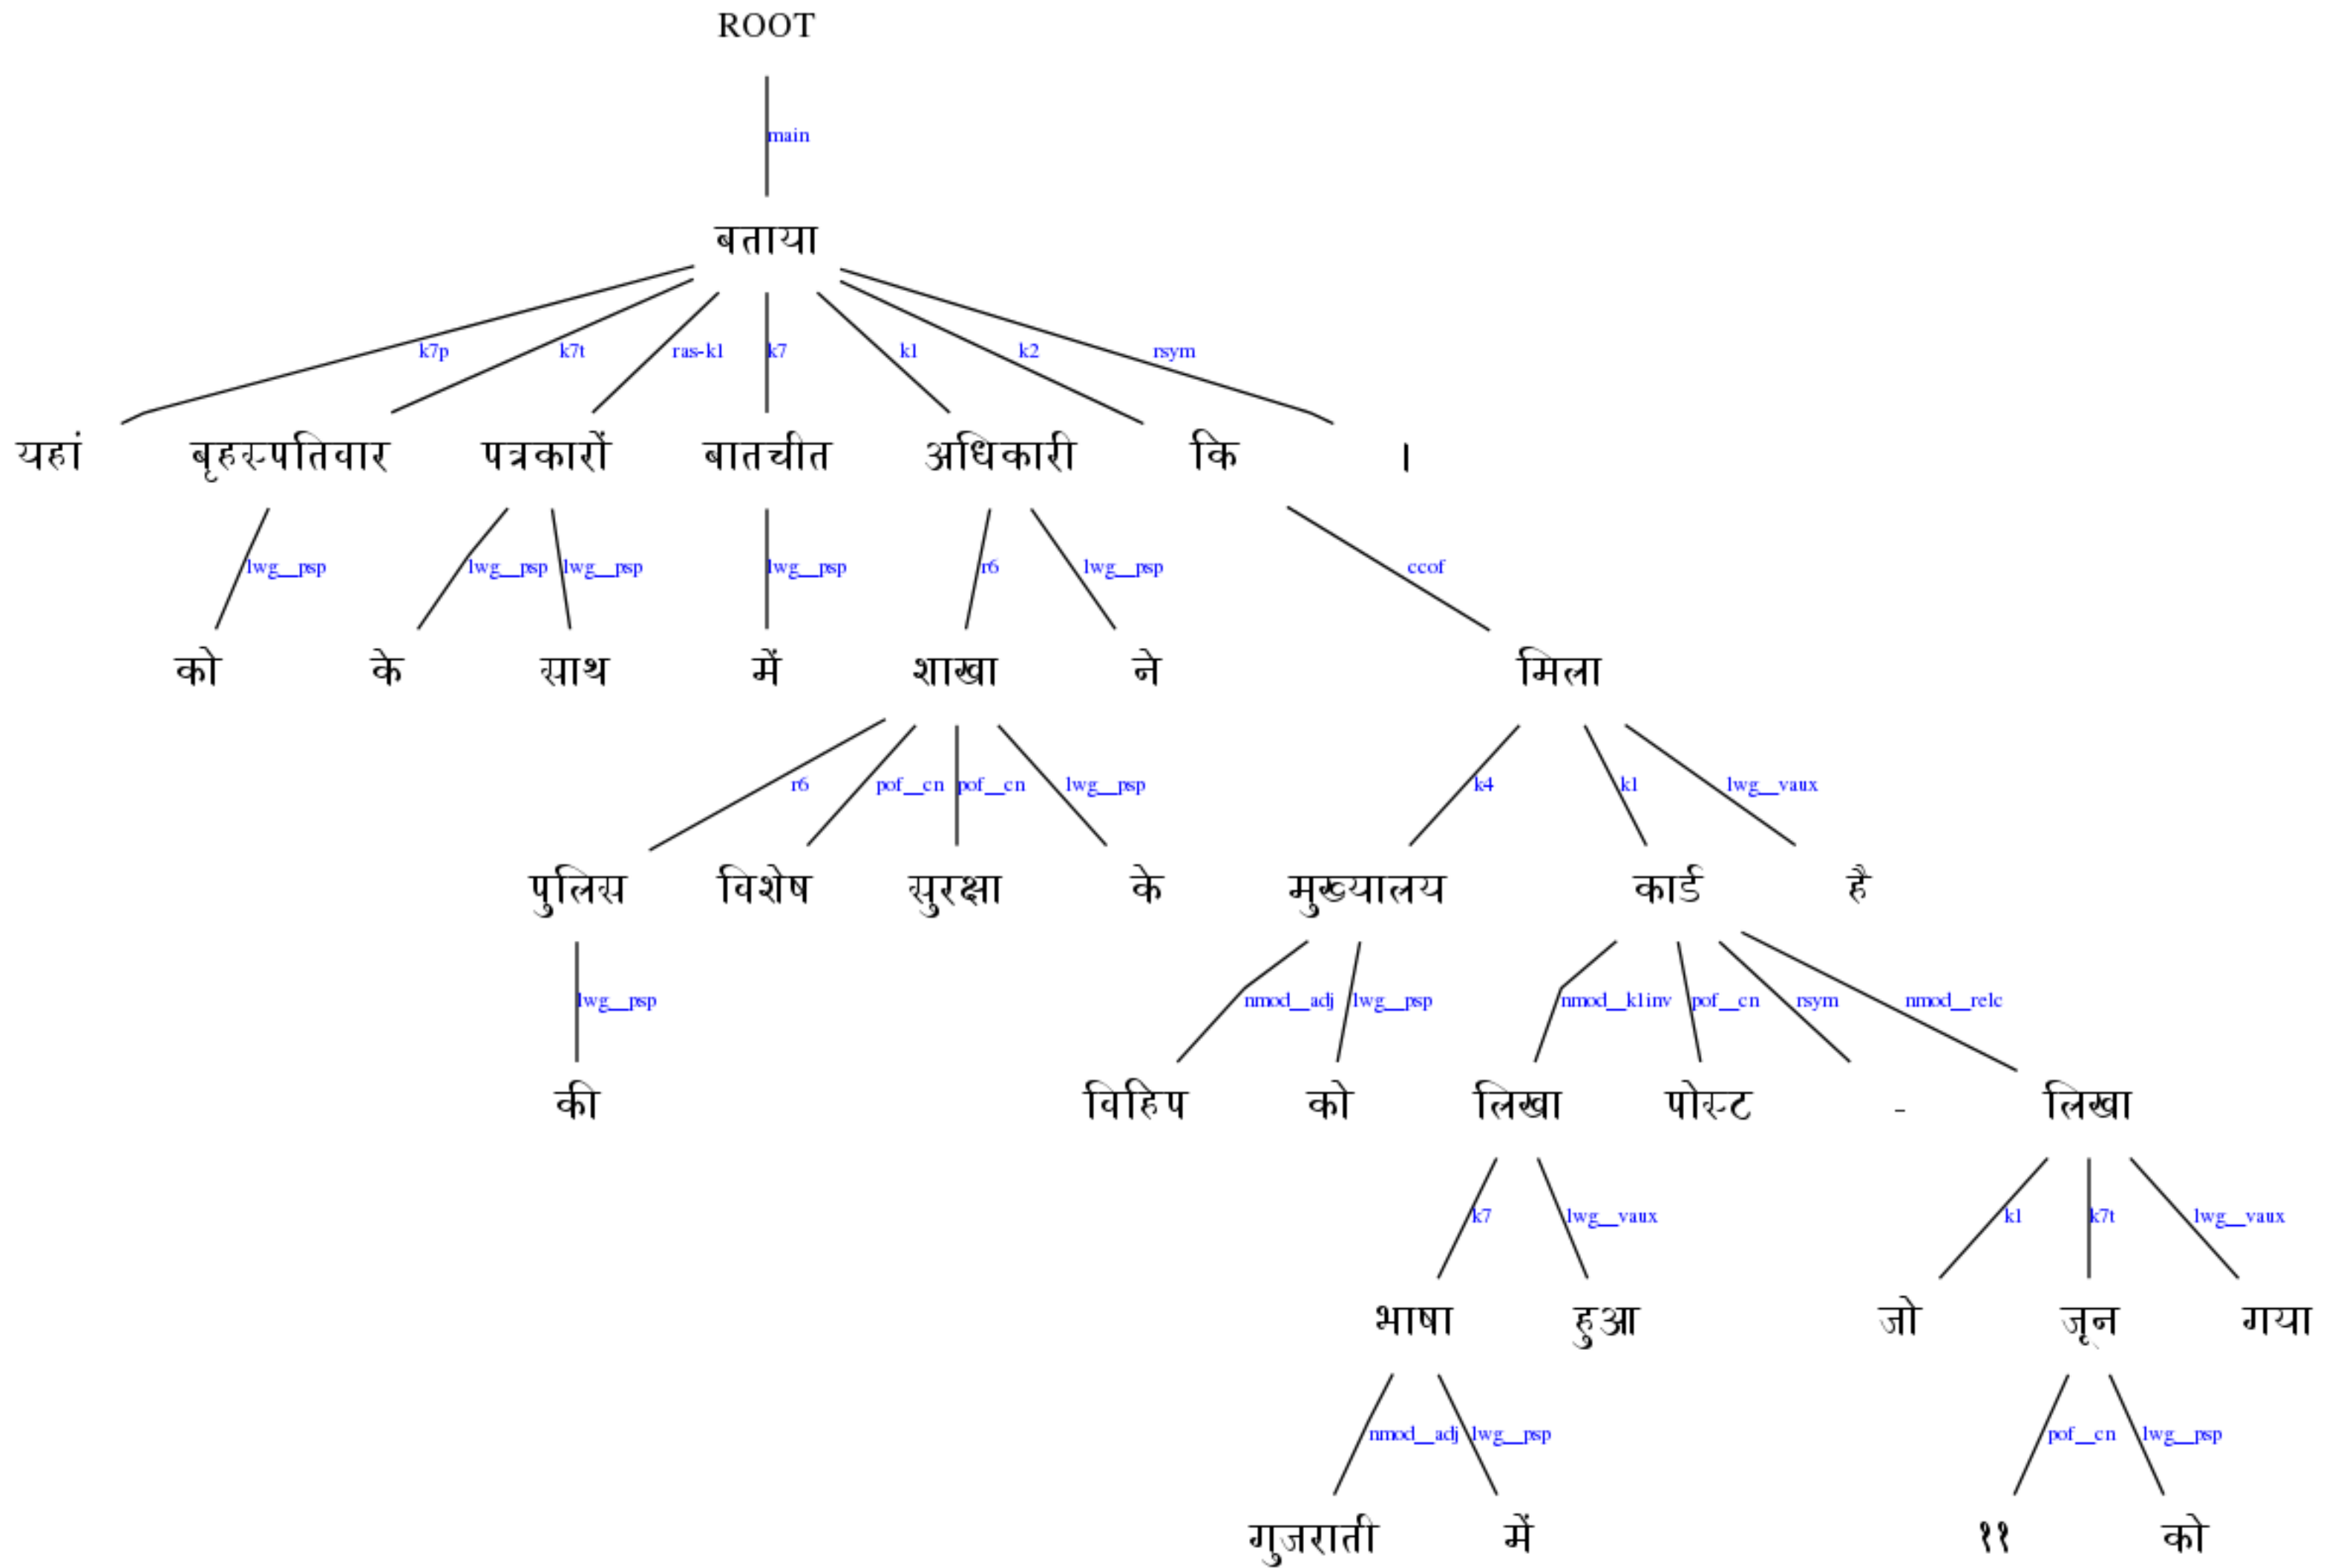 ROOT
main
बताया
k7p k7t ras-k1 k7 k1 k2 rsym
यहां बृहस्पतिवार पत्रकारों बातचीत अधिकारी कि ।
lwg__psp lwg__psp lwg__psp lwg__psp r6 lwg__psp ccof
को के साथ में शाखा ने मिला
r6 pof__cn pof__cn lwg__psp k4 k1 lwg__vaux
पुलिस विशेष सुरक्षा के मुख्यालय कार्ड है
lwg__psp nmod__adj lwg__psp nmod__k1inv pof__cn rsym nmod__relc
की विहिप को लिखा पोस्ट - लिखा
k7 lwg__vaux k1 k7t lwg__vaux
भाषा हुआ जो जून गया
nmod__adj lwg__psp pof__cn lwg__psp
गुजराती में ११ को